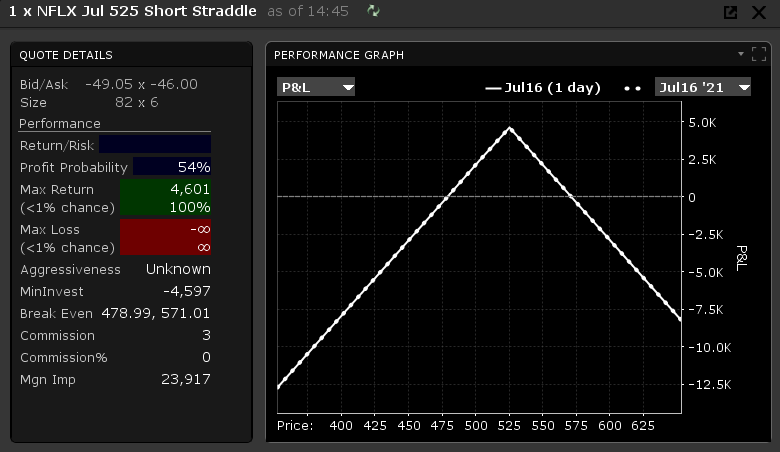 1 x NFLX Jul 525 Short Straddle as of 14:45
QUOTE DETAILS
Bid/Ask -49.05 x -46.00
Size 82 x 6
Performance
Return/Risk
Profit Probability 54%
Max Return 4,601
(<1% chance) 100%
Max Loss -∞
(<1% chance) ∞
Aggressiveness Unknown
MinInvest -4,597
Break Even 478.99, 571.01
Commission 3
Commission% 0
Mgn Imp 23,917
PERFORMANCE GRAPH
P&L Jul16 (1 day) Jul16 '21
5.0K
2.5K
0
-2.5K
-5.0K
-7.5K
-10.0K
-12.5K
P&L
Price: 400 425 450 475 500 525 550 575 600 625